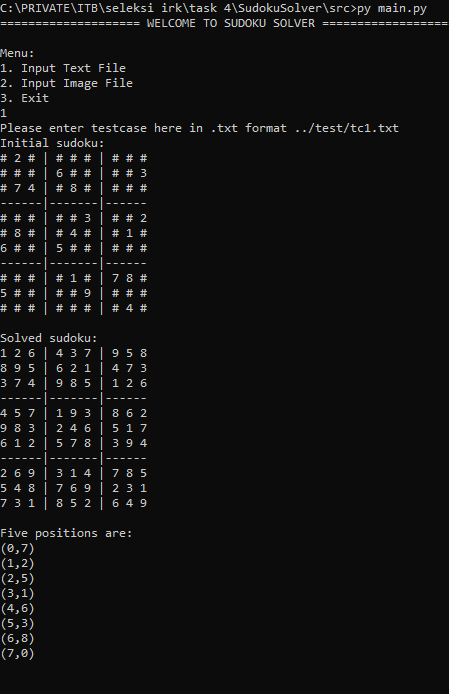 C:\PRIVATE\ITB\seleksi irk\task 4\SudokuSolver\src>py main.py
==================== WELCOME TO SUDOKU SOLVER ==================
Menu:
1. Input Text File
2. Input Image File
3. Exit
1
Please enter testcase here in .txt format ../test/tc1.txt
Initial sudoku:
# 2 # | # # # | # # #
# # # | 6 # # | # # 3
# 7 4 | # 8 # | # # #
------|-------|------
# # # | # # 3 | # # 2
# 8 # | # 4 # | # 1 #
6 # # | 5 # # | # # #
------|-------|------
# # # | # 1 # | 7 8 #
5 # # | # # 9 | # # #
# # # | # # # | # 4 #
Solved sudoku:
1 2 6 | 4 3 7 | 9 5 8
8 9 5 | 6 2 1 | 4 7 3
3 7 4 | 9 8 5 | 1 2 6
------|-------|------
4 5 7 | 1 9 3 | 8 6 2
9 8 3 | 2 4 6 | 5 1 7
6 1 2 | 5 7 8 | 3 9 4
------|-------|------
2 6 9 | 3 1 4 | 7 8 5
5 4 8 | 7 6 9 | 2 3 1
7 3 1 | 8 5 2 | 6 4 9
Five positions are:
(0,7)
(1,2)
(2,5)
(3,1)
(4,6)
(5,3)
(6,8)
(7,0)